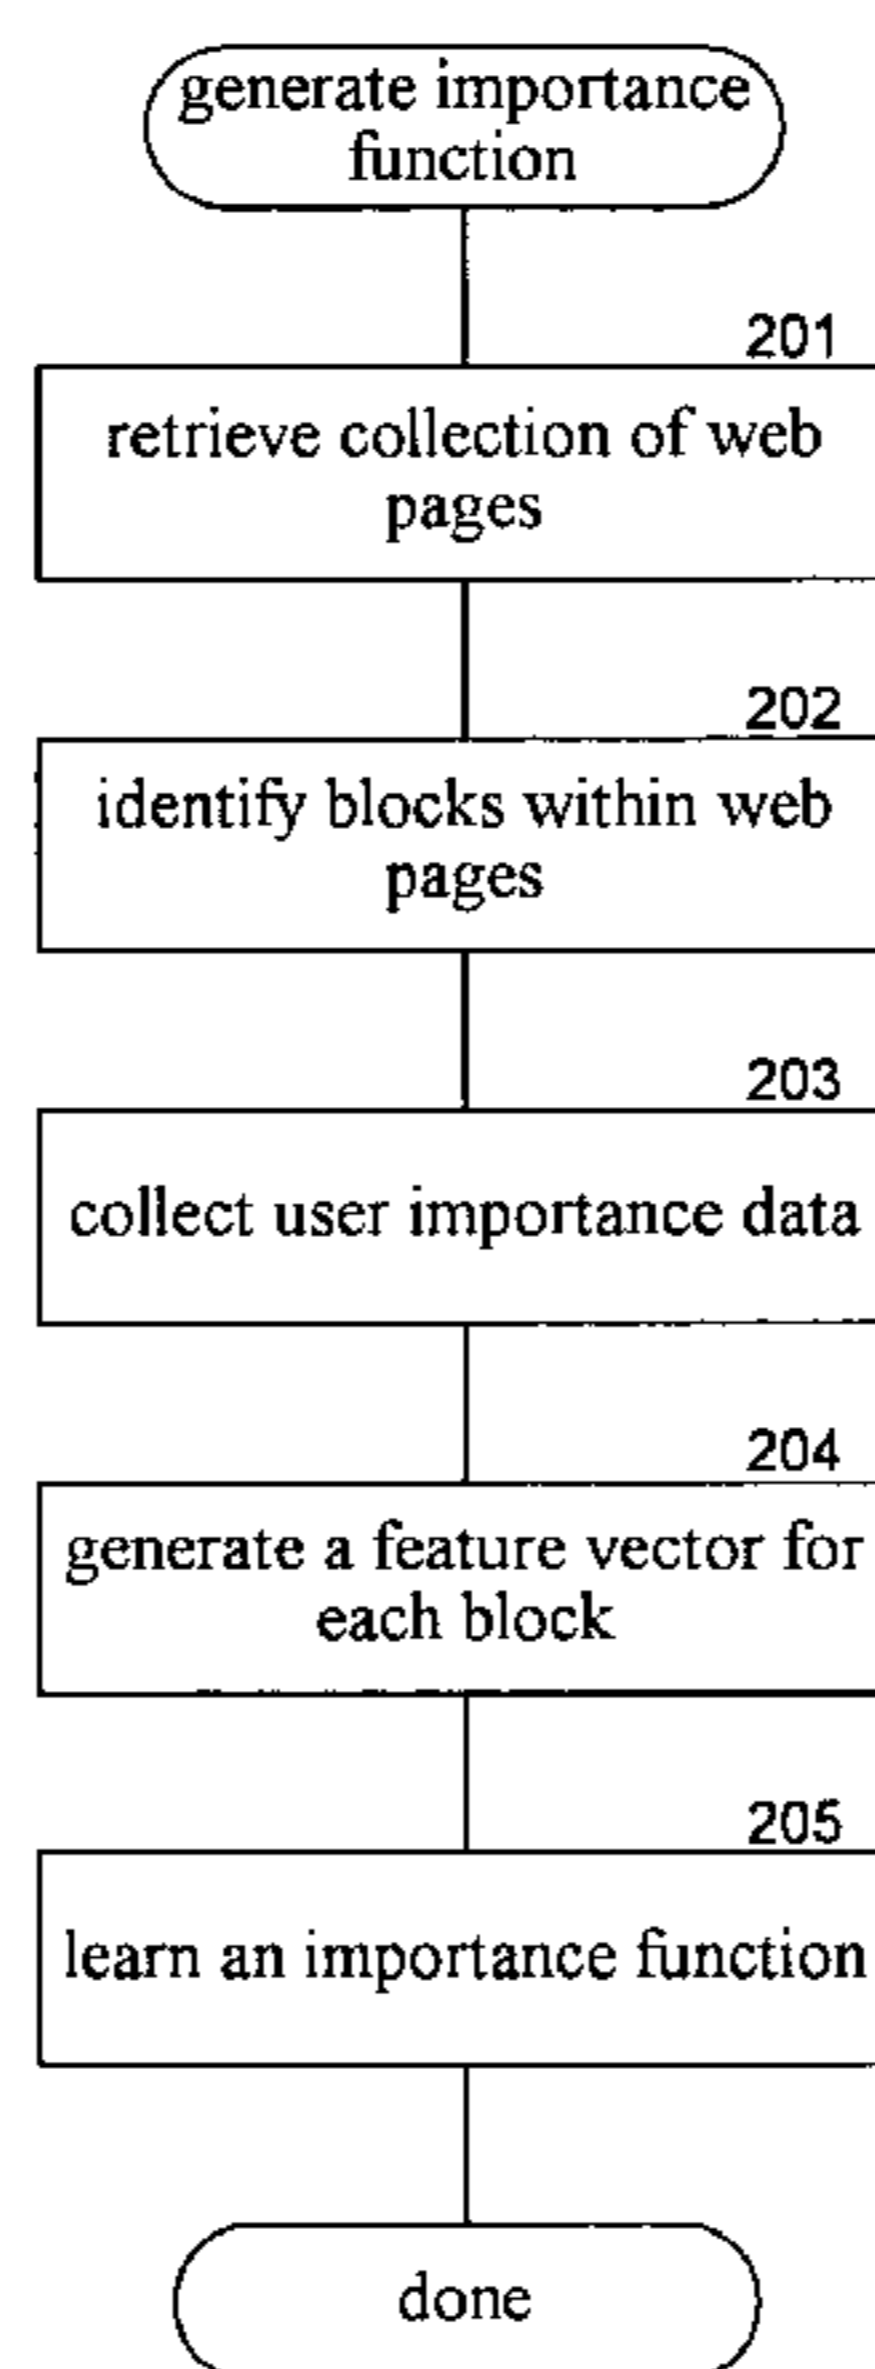 generate importance
function
201
retrieve collection of web
pages
202
identify blocks within web
pages
203
collect user importance data
204
generate a feature vector for
each block
205
learn an importance function
done